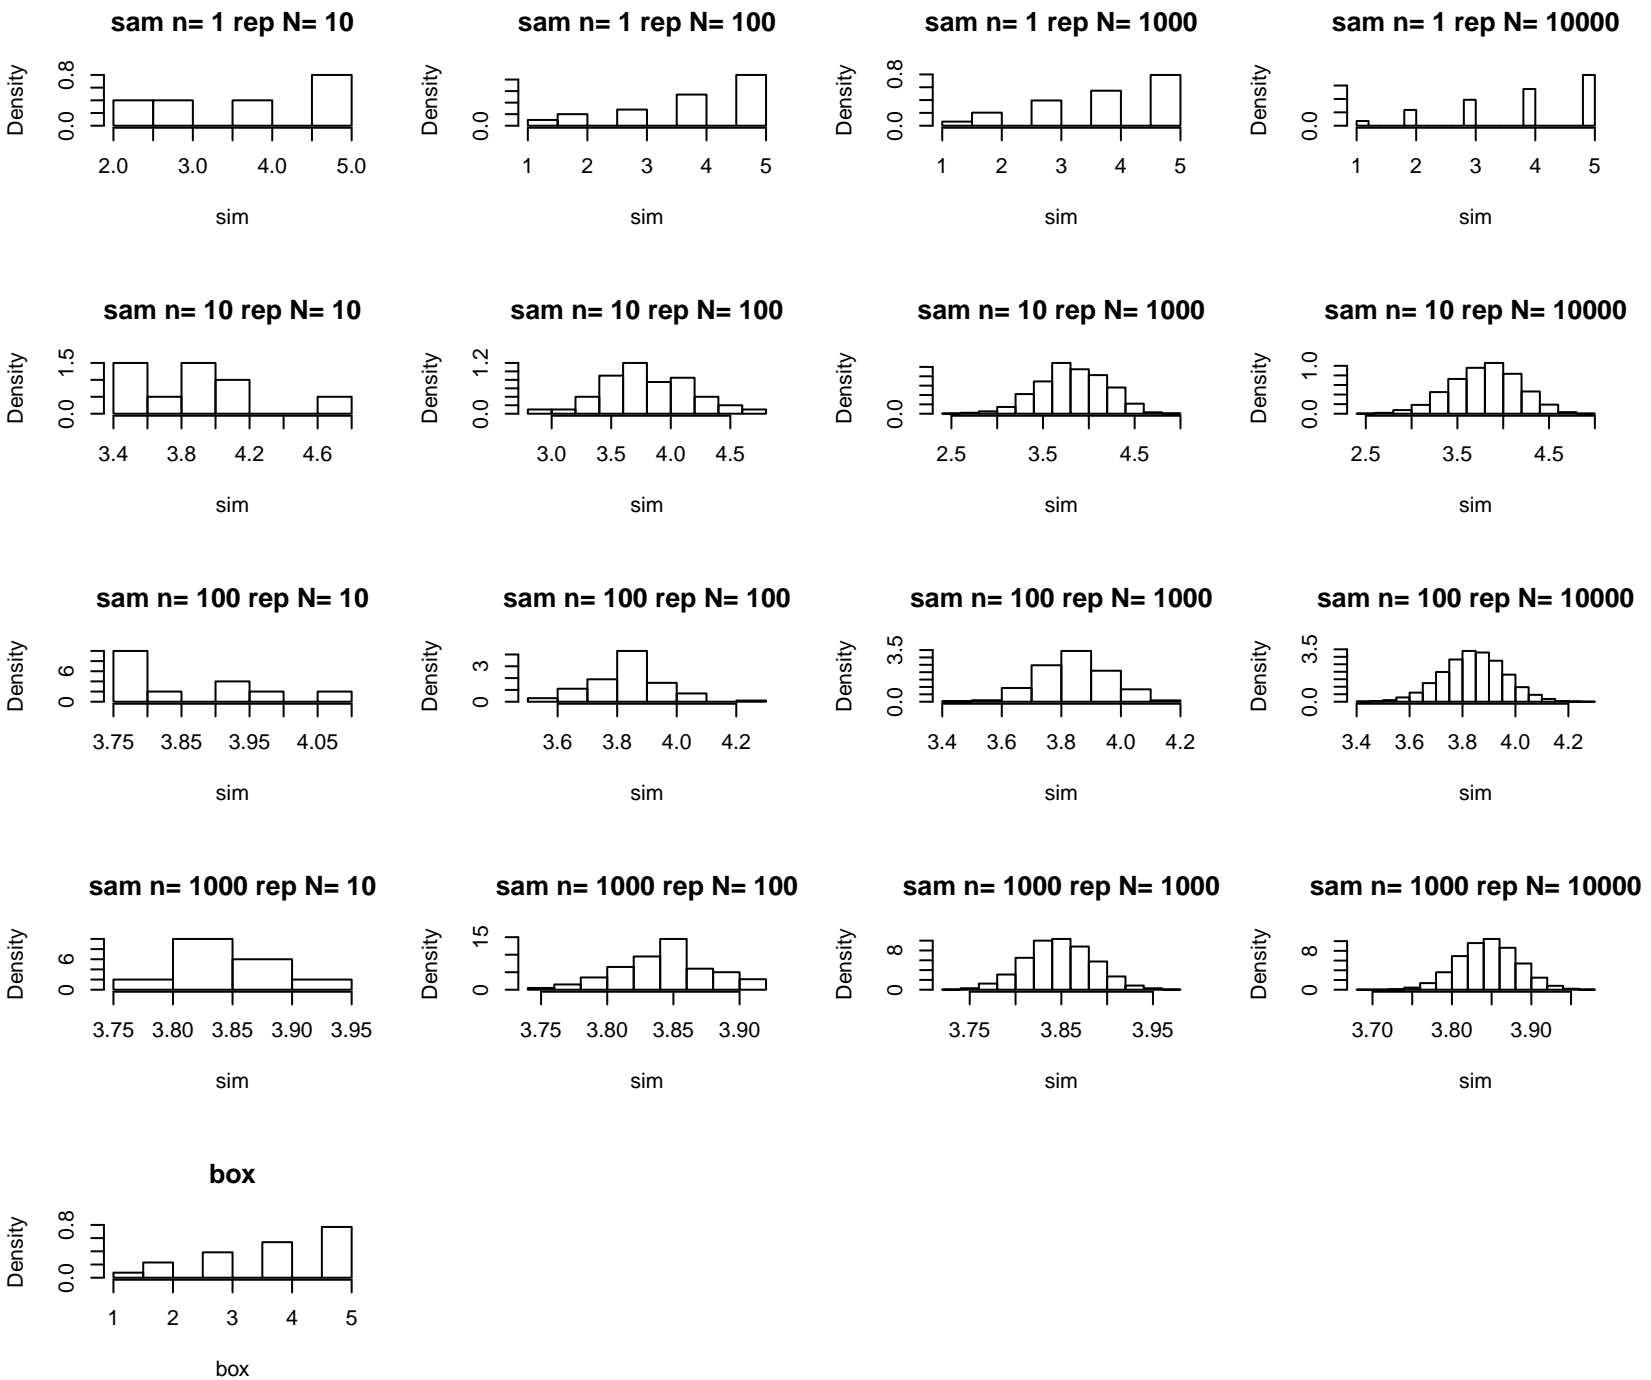 sam n= 1 rep N= 10
Density
0.0 0.8
2.0 3.0 4.0 5.0
sim
sam n= 1 rep N= 100
Density
0.0
1 2 3 4 5
sim
sam n= 1 rep N= 1000
Density
0.0 0.8
1 2 3 4 5
sim
sam n= 1 rep N= 10000
Density
0.0
1 2 3 4 5
sim
sam n= 10 rep N= 10
Density
0.0 1.5
3.4 3.8 4.2 4.6
sim
sam n= 10 rep N= 100
Density
0.0 1.2
3.0 3.5 4.0 4.5
sim
sam n= 10 rep N= 1000
Density
0.0
2.5 3.5 4.5
sim
sam n= 10 rep N= 10000
Density
0.0 1.0
2.5 3.5 4.5
sim
sam n= 100 rep N= 10
Density
0 6
3.75 3.85 3.95 4.05
sim
sam n= 100 rep N= 100
Density
0 3
3.6 3.8 4.0 4.2
sim
sam n= 100 rep N= 1000
Density
0.0 3.5
3.4 3.6 3.8 4.0 4.2
sim
sam n= 100 rep N= 10000
Density
0.0 3.5
3.4 3.6 3.8 4.0 4.2
sim
sam n= 1000 rep N= 10
Density
0 6
3.75 3.80 3.85 3.90 3.95
sim
sam n= 1000 rep N= 100
Density
0 15
3.75 3.80 3.85 3.90
sim
sam n= 1000 rep N= 1000
Density
0 8
3.75 3.85 3.95
sim
sam n= 1000 rep N= 10000
Density
0 8
3.70 3.80 3.90
sim
box
Density
0.0 0.8
1 2 3 4 5
box